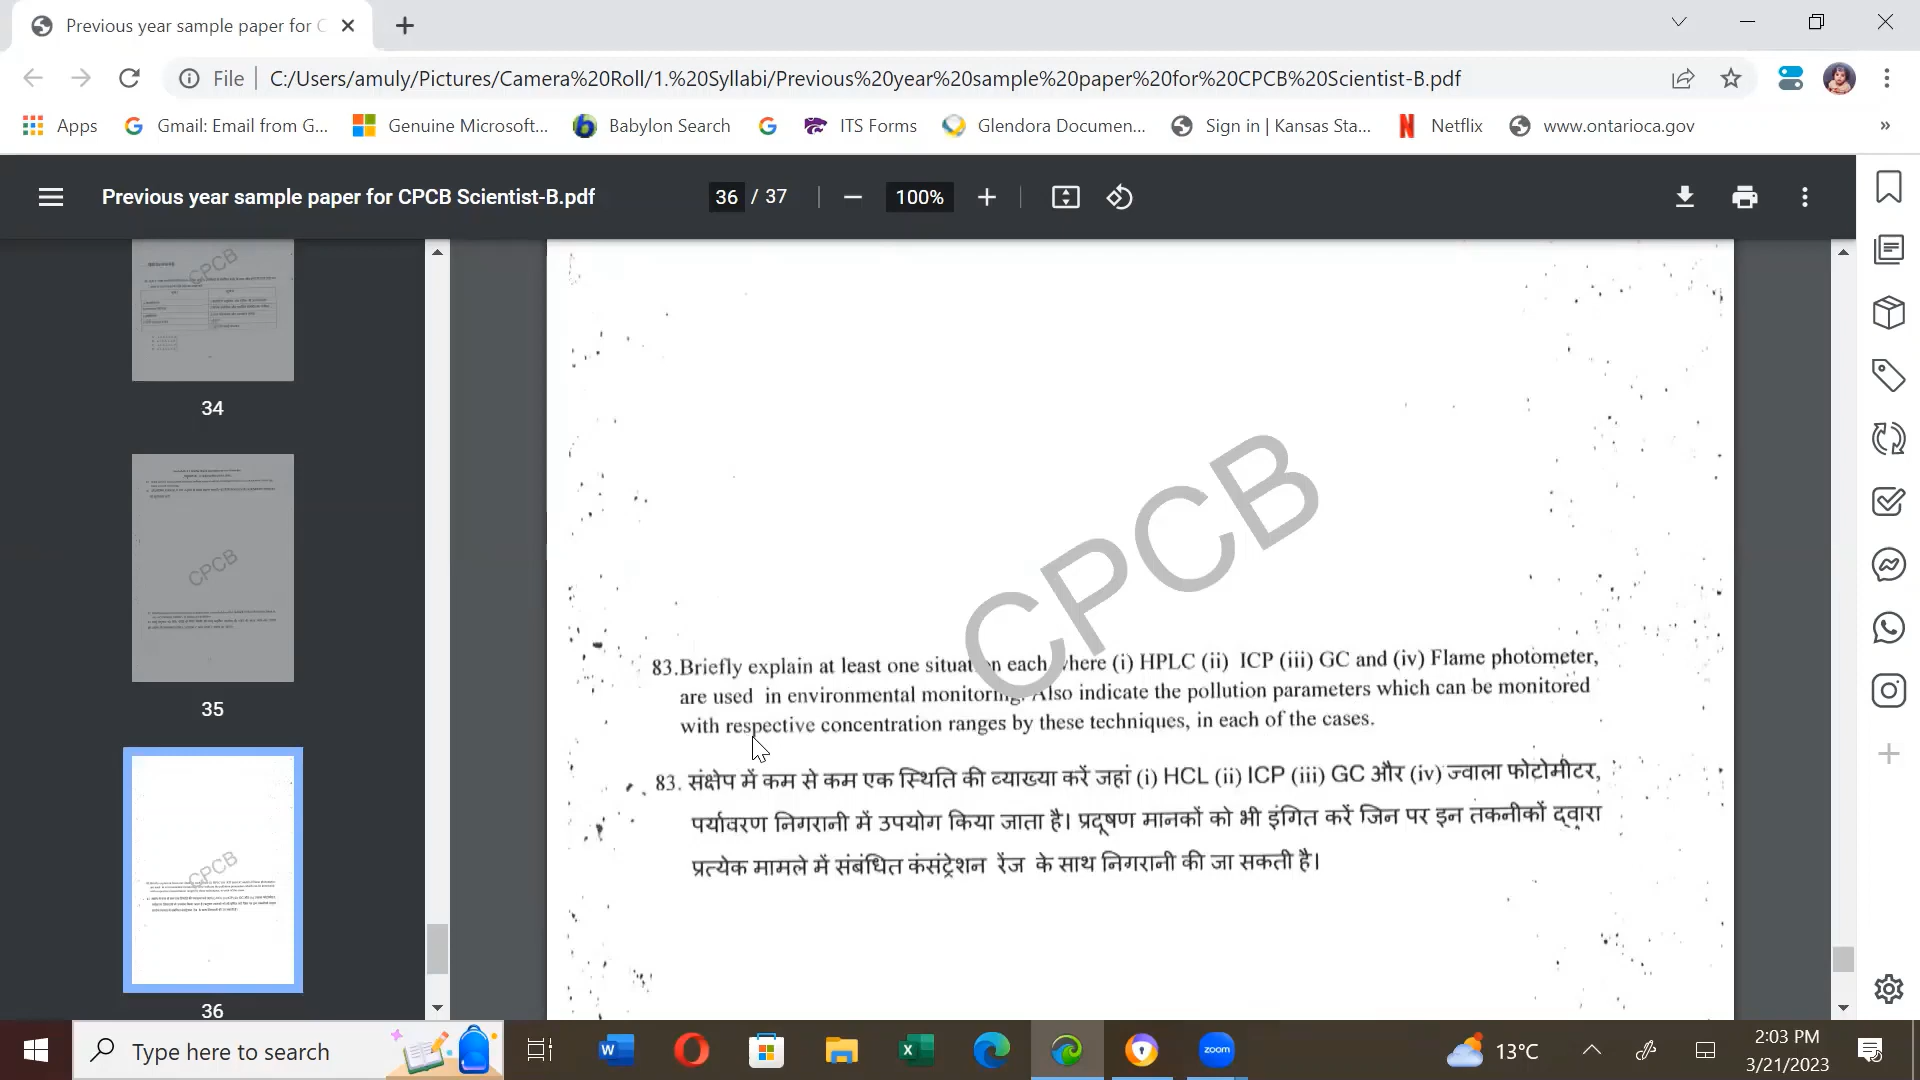 Previous year sample paper for C
File
C:/Users/amuly/Pictures/Camera%20Roll/1.%20Syllabi/Previous%20year%20sample%20paper%20for%20CPCB%20Scientist-B.pdf
Apps
Gmail: Email from G...
Genuine Microsoft...
Babylon Search
ITS Forms
Glendora Documen...
Sign in | Kansas Sta...
Netflix
www.ontarioca.gov
»
Previous year sample paper for CPCB Scientist-B.pdf
36 / 37
100%
CPCB
34
CPCB
35
CPCB
36
CPCB
83.Briefly explain at least one each where (i) HPLC (ii) ICP (iii) GC and (iv) Flame photometer,
are used in environmental monitoring. Also indicate the pollution parameters which can be monitored
with respective concentration ranges by these techniques, in each of the cases.
83. संक्षेप में कम से कम एक स्थिति की व्याख्या करें जहां (i) HCL (ii) ICP (iii) GC और (iv) ज्वाला फोटोमीटर,
पर्यावरण निगरानी में उपयोग किया जाता है। प्रदूषण मानकों को भी इंगित करें जिन पर इन तकनीकों द्वारा
प्रत्येक मामले में संबंधित कंसंट्रेशन रेंज के साथ निगरानी की जा सकती है।
Type here to search
zoom
13°C
2:03 PM
3/21/2023